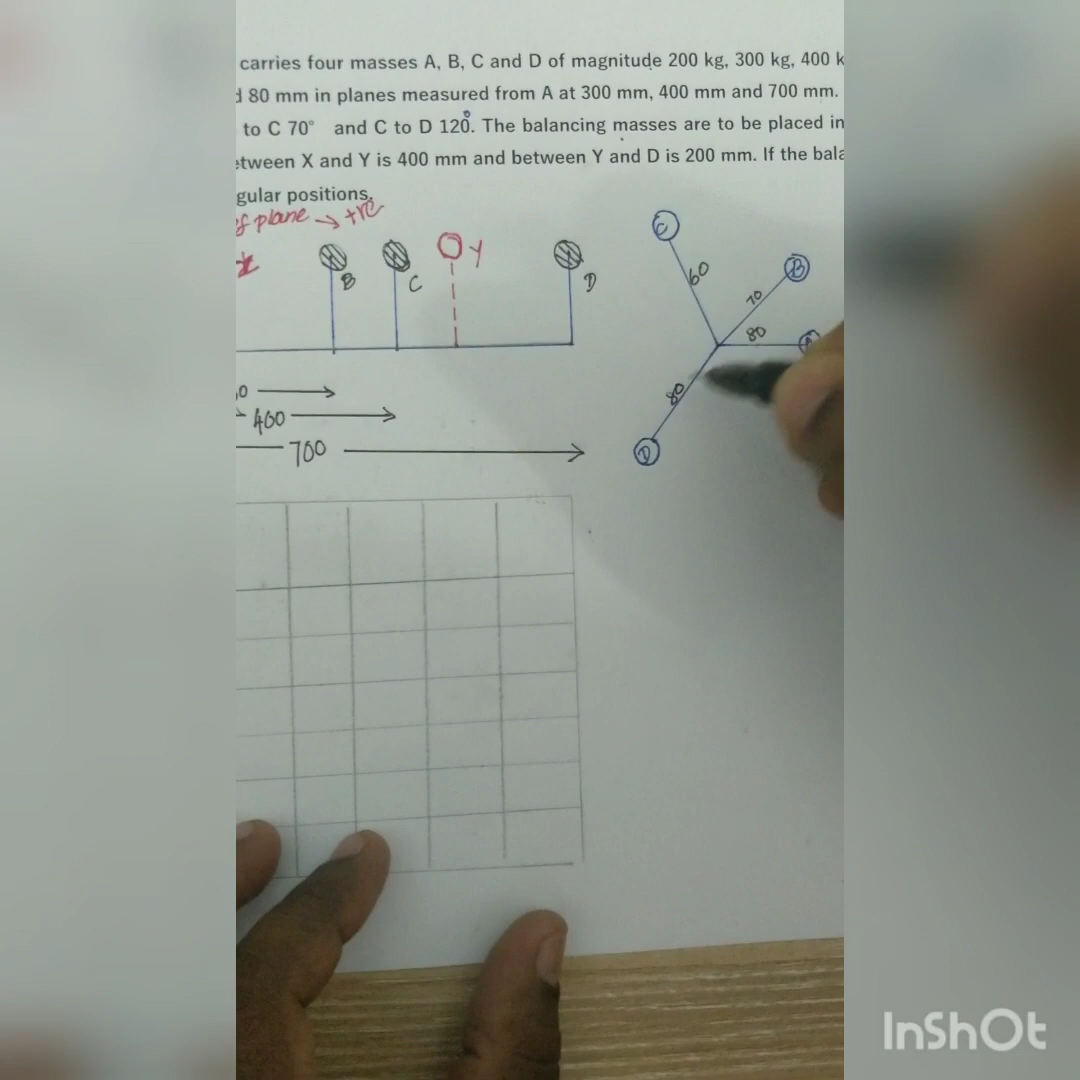 carries four masses A, B, C and D of magnitude 200 kg, 300 kg, 400 k
d 80 mm in planes measured from A at 300 mm, 400 mm and 700 mm.
to C 70° and C to D 120°. The balancing masses are to be placed in
etween X and Y is 400 mm and between Y and D is 200 mm. If the bala
gular positions.
ef plane → +ve
B C Y D
C B
60 70 80
80 D
0
400
700
InShOt